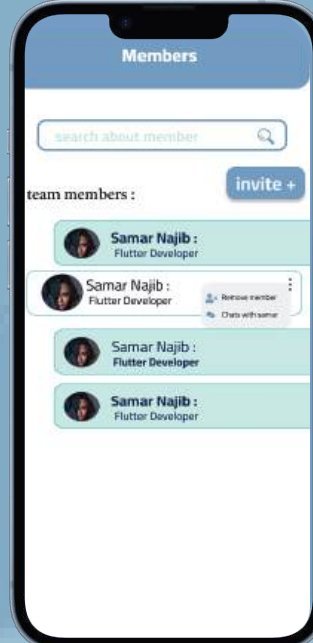 Members
search about member
invite +
team members :
Samar Najib :
Flutter Developer
Samar Najib :
Flutter Developer
Remove member
Chats with samar
Samar Najib :
Flutter Developer
Samar Najib :
Flutter Developer